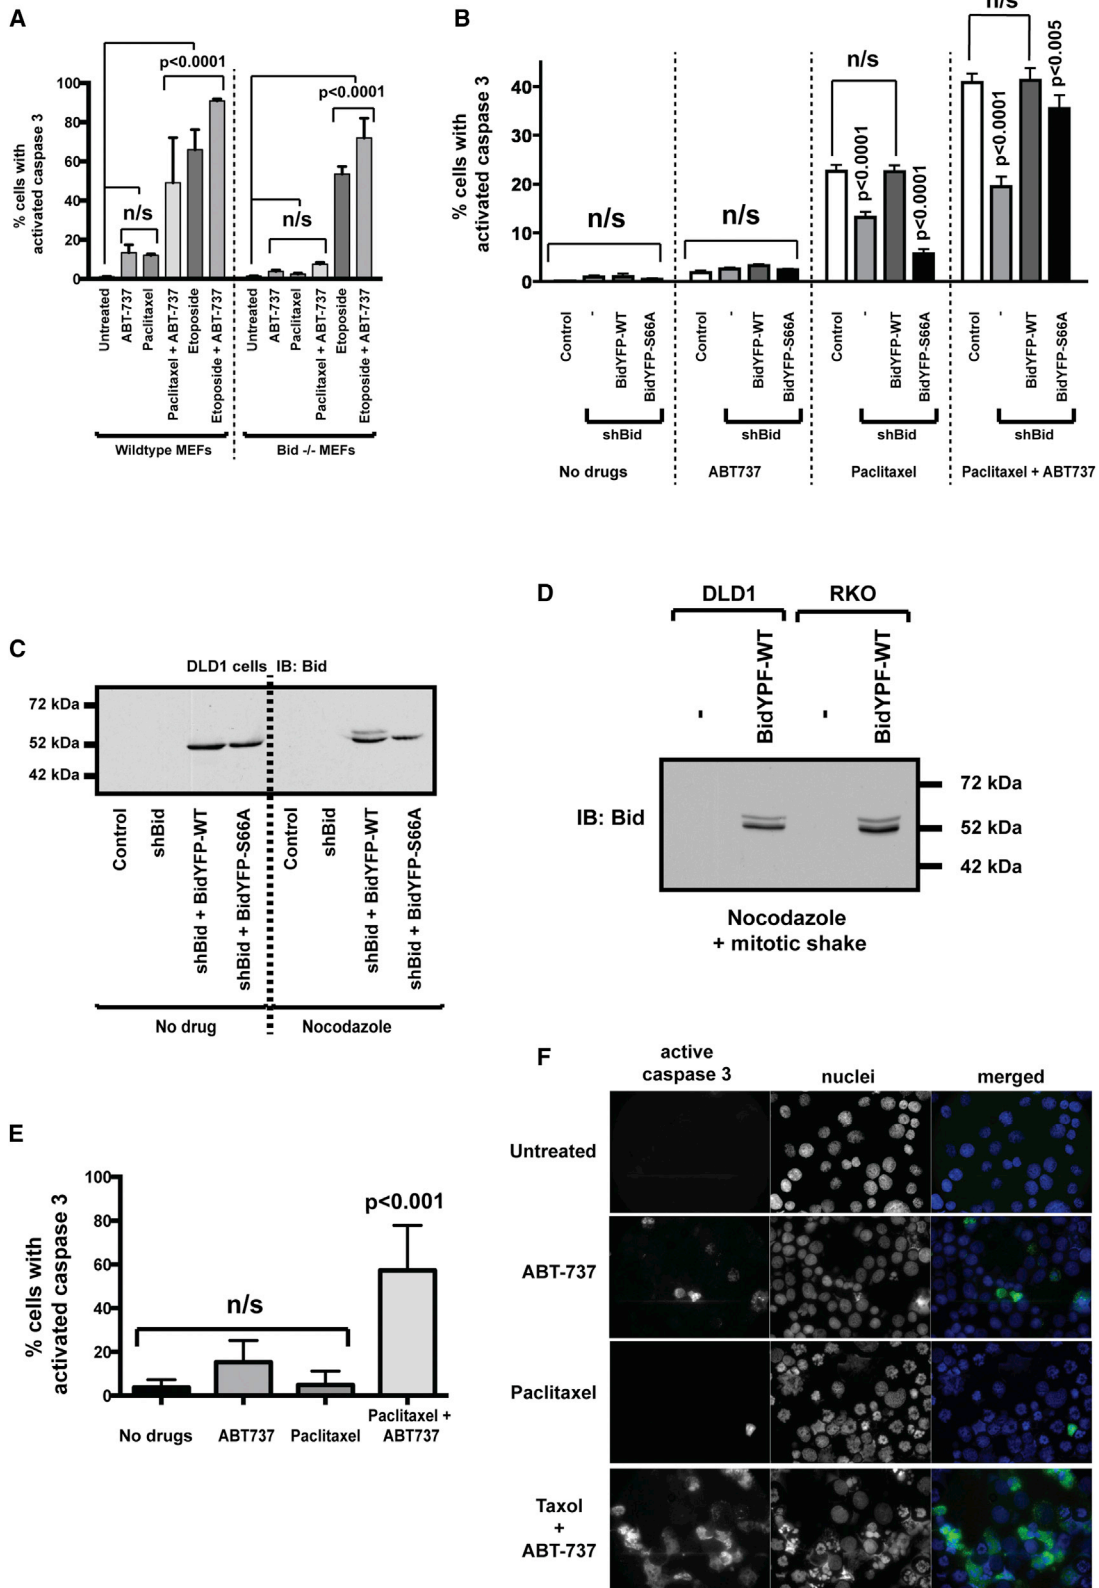 A
% cells with
activated caspase 3
100
80
60
40
20
0
p<0.0001
n/s
p<0.0001
n/s
Untreated
ABT-737
Paclitaxel
Paclitaxel + ABT-737
Etoposide
Etoposide + ABT-737
Untreated
ABT-737
Paclitaxel
Paclitaxel + ABT-737
Etoposide
Etoposide + ABT-737
Wildtype MEFs
Bid -/- MEFs
B
% cells with
activated caspase 3
40
30
20
10
0
n/s
n/s
n/s
p<0.0001
p<0.0001
n/s
p<0.0001
p<0.005
Control
-
BidYFP-WT
BidYFP-S66A
Control
-
BidYFP-WT
BidYFP-S66A
Control
-
BidYFP-WT
BidYFP-S66A
Control
-
BidYFP-WT
BidYFP-S66A
shBid
shBid
shBid
shBid
No drugs
ABT737
Paclitaxel
Paclitaxel + ABT737
C
DLD1 cells IB: Bid
72 kDa
52 kDa
42 kDa
Control
shBid
shBid + BidYFP-WT
shBid + BidYFP-S66A
Control
shBid
shBid + BidYFP-WT
shBid + BidYFP-S66A
No drug
Nocodazole
D
DLD1
RKO
-
BidYPF-WT
-
BidYPF-WT
IB: Bid
72 kDa
52 kDa
42 kDa
Nocodazole
+ mitotic shake
E
% cells with
activated caspase 3
100
80
60
40
20
0
n/s
p<0.001
No drugs
ABT737
Paclitaxel
Paclitaxel +
ABT737
F
active
caspase 3
nuclei
merged
Untreated
ABT-737
Paclitaxel
Taxol
+
ABT-737